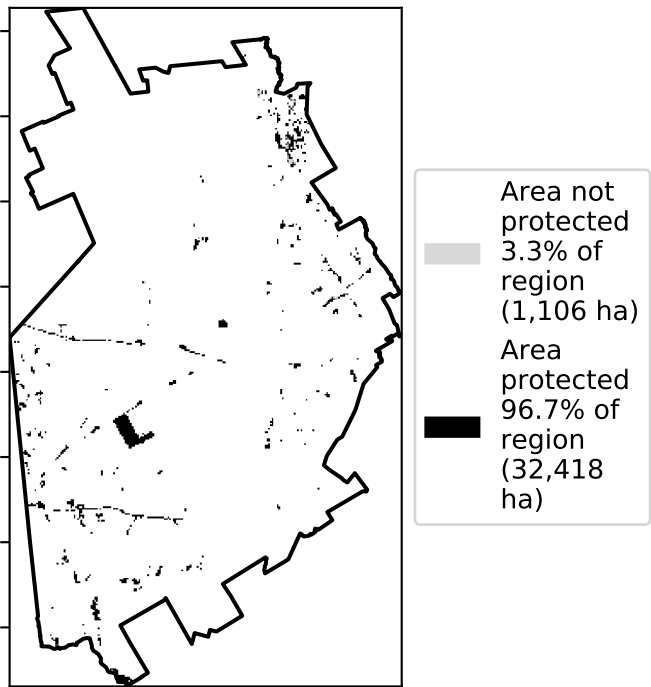 Area not
protected
3.3% of
region
(1,106 ha)
Area
protected
96.7% of
region
(32,418
ha)